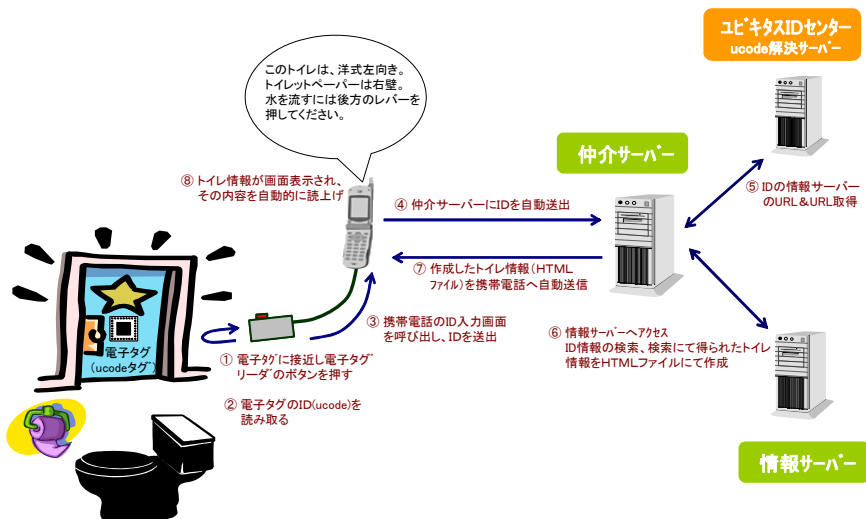 ユビキタスIDセンター
ucode解決サーバー
このトイレは、洋式左向き。
トイレットペーパーは右壁。
水を流すには後方のレバーを
押してください。
仲介サーバー
⑧ トイレ情報が画面表示され、
その内容を自動的に読上げ
④ 仲介サーバーにIDを自動送出
⑤ IDの情報サーバー
のURL&URL取得
⑦ 作成したトイレ情報(HTML
ファイル)を携帯電話へ自動送信
③ 携帯電話のID入力画面
を呼び出し、IDを送出
⑥ 情報サーバーへアクセス
ID情報の検索、検索にて得られたトイレ
情報をHTMLファイルにて作成
電子タグ
(ucodeタグ)
① 電子タグに接近し電子タグ
リーダのボタンを押す
② 電子タグのID(ucode)を
読み取る
情報サーバー